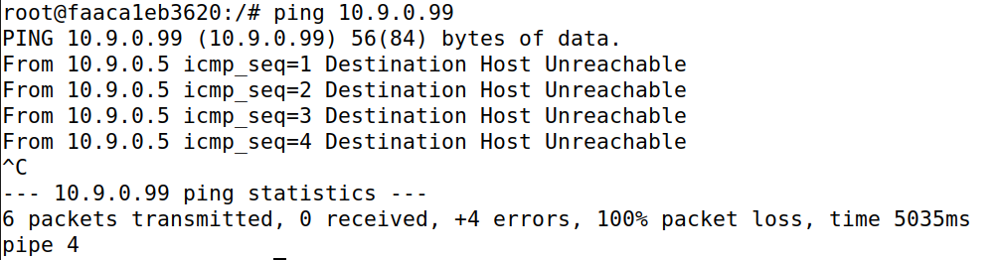 root@faaca1eb3620:/# ping 10.9.0.99
PING 10.9.0.99 (10.9.0.99) 56(84) bytes of data.
From 10.9.0.5 icmp_seq=1 Destination Host Unreachable
From 10.9.0.5 icmp_seq=2 Destination Host Unreachable
From 10.9.0.5 icmp_seq=3 Destination Host Unreachable
From 10.9.0.5 icmp_seq=4 Destination Host Unreachable
^C
--- 10.9.0.99 ping statistics ---
6 packets transmitted, 0 received, +4 errors, 100% packet loss, time 5035ms
pipe 4